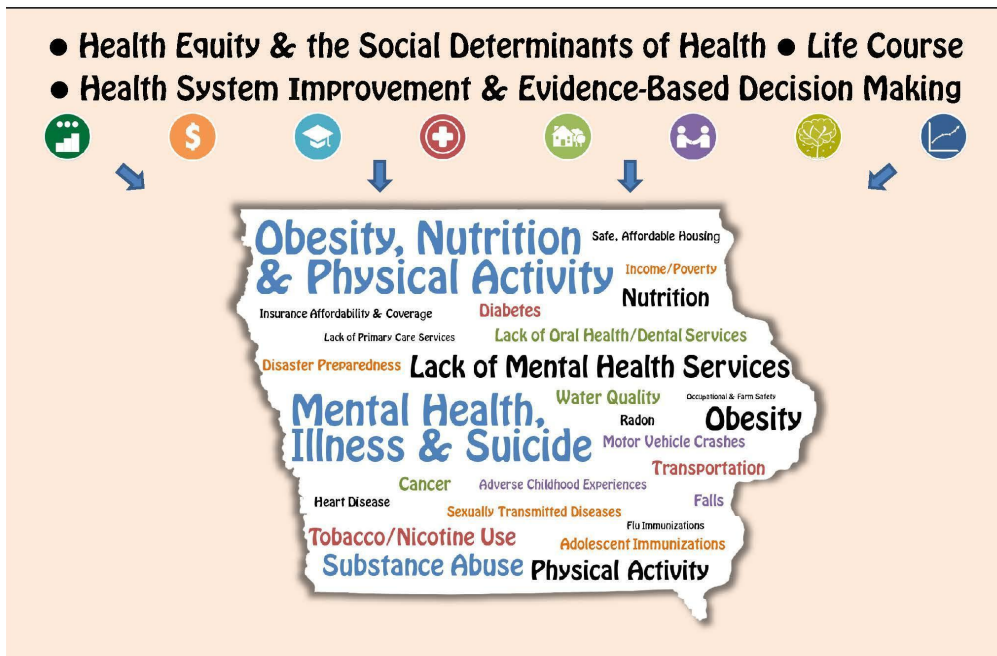 ● Health Equity & the Social Determinants of Health ● Life Course
● Health System Improvement & Evidence-Based Decision Making
$
Obesity, Nutrition
& Physical Activity
Safe, Affordable Housing
Income/Poverty
Nutrition
Insurance Affordability & Coverage
Diabetes
Lack of Primary Care Services
Lack of Oral Health/Dental Services
Disaster Preparedness
Lack of Mental Health Services
Mental Health,
Illness & Suicide
Water Quality
Occupational & Farm Safety
Radon
Obesity
Motor Vehicle Crashes
Transportation
Cancer
Adverse Childhood Experiences
Heart Disease
Falls
Sexually Transmitted Diseases
Flu Immunizations
Tobacco/Nicotine Use
Adolescent Immunizations
Substance Abuse
Physical Activity